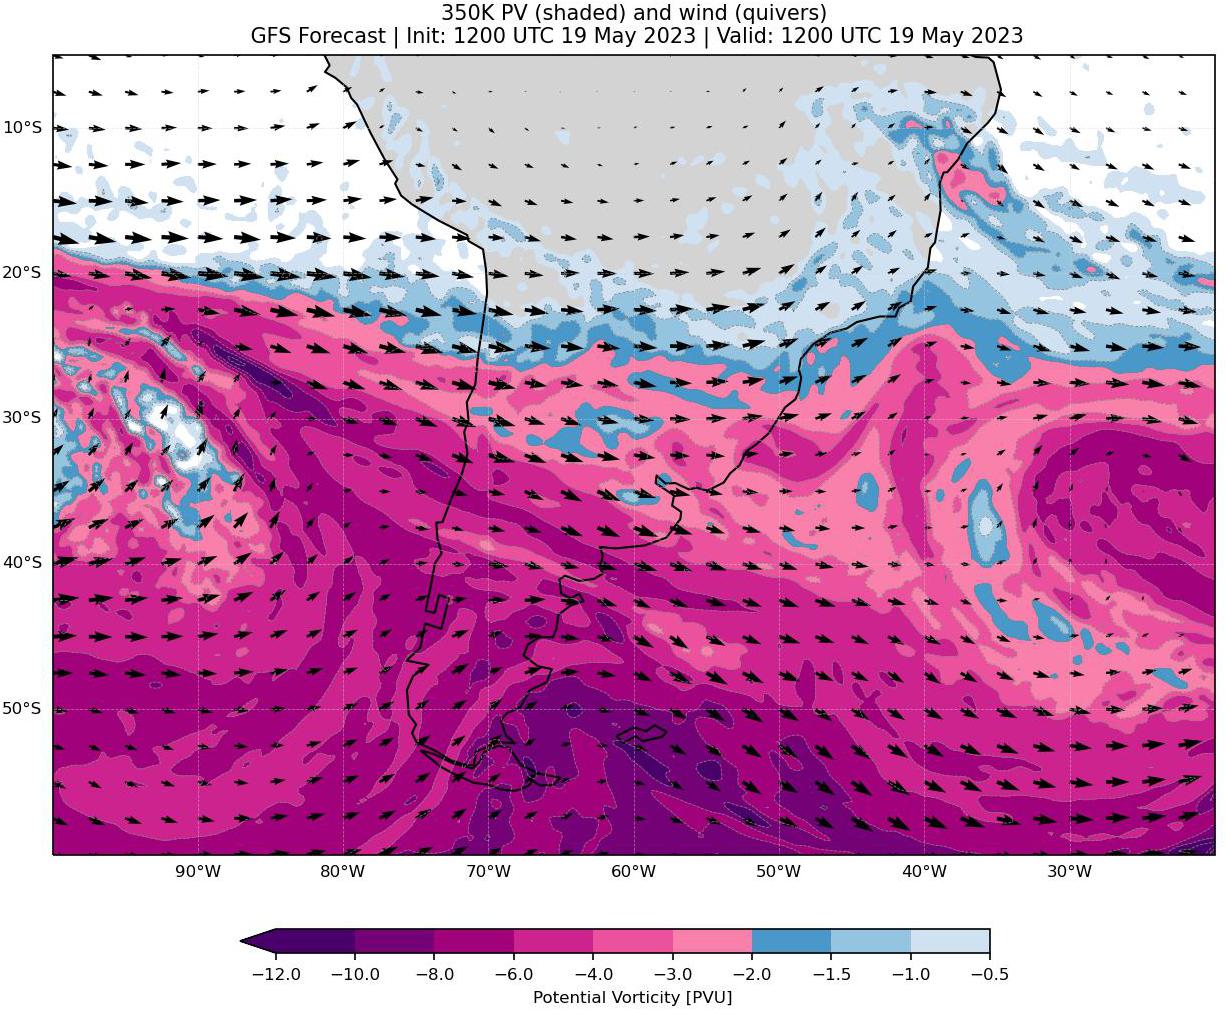 350K PV (shaded) and wind (quivers)
GFS Forecast | Init: 1200 UTC 19 May 2023 | Valid: 1200 UTC 19 May 2023
10°S
20°S
30°S
40°S
50°S
90°W 80°W 70°W 60°W 50°W 40°W 30°W
−12.0 −10.0 −8.0 −6.0 −4.0 −3.0 −2.0 −1.5 −1.0 −0.5
Potential Vorticity [PVU]